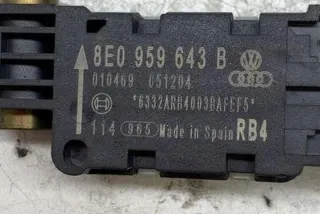 8E0 959 643 B
010469 051204
*6332ARB4003BAFEF5*
114 965 Made in Spain RB4